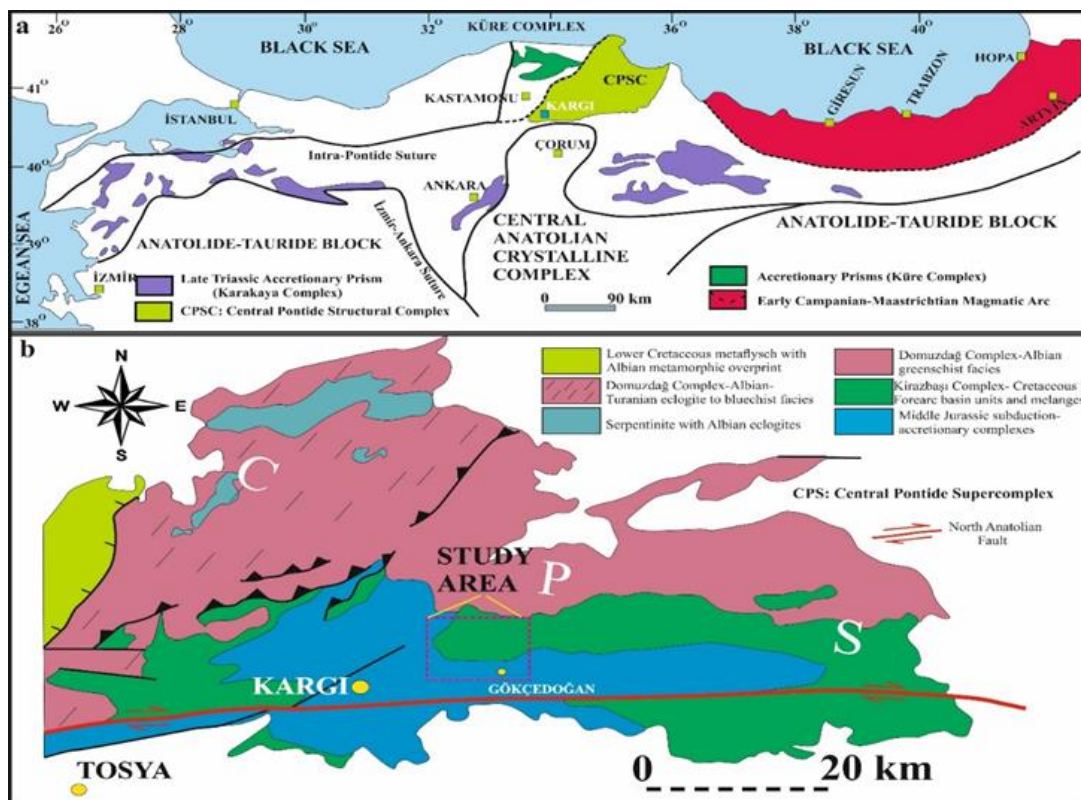 a
26° 28° 30° 32° 34° 36° 38° 40°
41°
40°
39°
38°
BLACK SEA
KÜRE COMPLEX
BLACK SEA
HOPA
CPSC
KASTAMONU
KARGI
GİRESUN
TRABZON
ARTVIN
İSTANBUL
Intra-Pontide Suture
ÇORUM
ANKARA
EGEAN SEA
ANATOLIDE-TAURIDE BLOCK
İzmir-Ankara Suture
CENTRAL
ANATOLIAN
CRYSTALLINE
COMPLEX
ANATOLIDE-TAURIDE BLOCK
İZMİR
Late Triassic Accretionary Prism
(Karakaya Complex)
CPSC: Central Pontide Structural Complex
0 90 km
Accretionary Prisms (Küre Complex)
Early Campanian-Maastrichtian Magmatic Arc
b
N
W E
S
Lower Cretaceous metaflysch with
Albian metamorphic overprint
Domuzdağ Complex-Albian-
Turanian eclogite to bluechist facies
Serpentinite with Albian eclogites
Domuzdağ Complex-Albian
greenschist facies
Kirazbaşı Complex- Cretaceous
Forearc basin units and melanges
Middle Jurassic subduction-
accretionary complexes
C
CPS: Central Pontide Supercomplex
North Anatolian
Fault
STUDY
AREA
P
S
KARGI
GÖKÇEDOĞAN
TOSYA
0 20 km